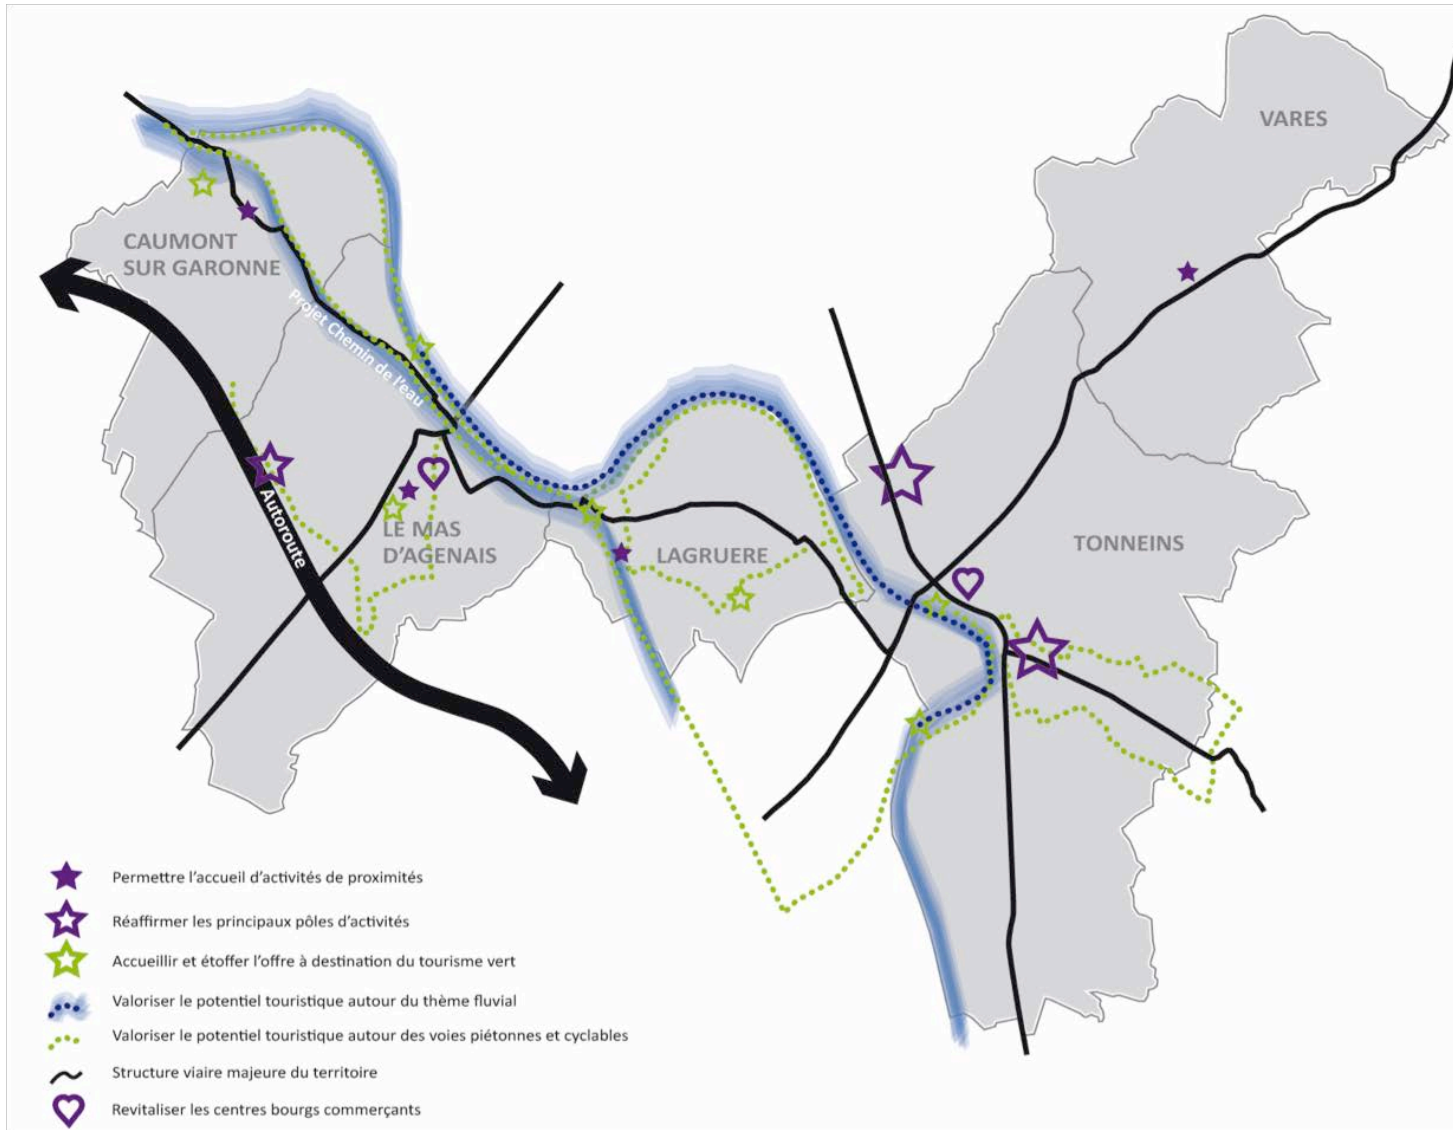 VARES
CAUMONT
SUR GARONNE
Projet Chemin de l'eau
Autoroute
LE MAS
D'AGENAIS
LAGRUERE
TONNEINS
Permettre l'accueil d'activités de proximités
Réaffirmer les principaux pôles d'activités
Accueillir et étoffer l'offre à destination du tourisme vert
Valoriser le potentiel touristique autour du thème fluvial
Valoriser le potentiel touristique autour des voies piétonnes et cyclables
Structure viaire majeure du territoire
Revitaliser les centres bourgs commerçants